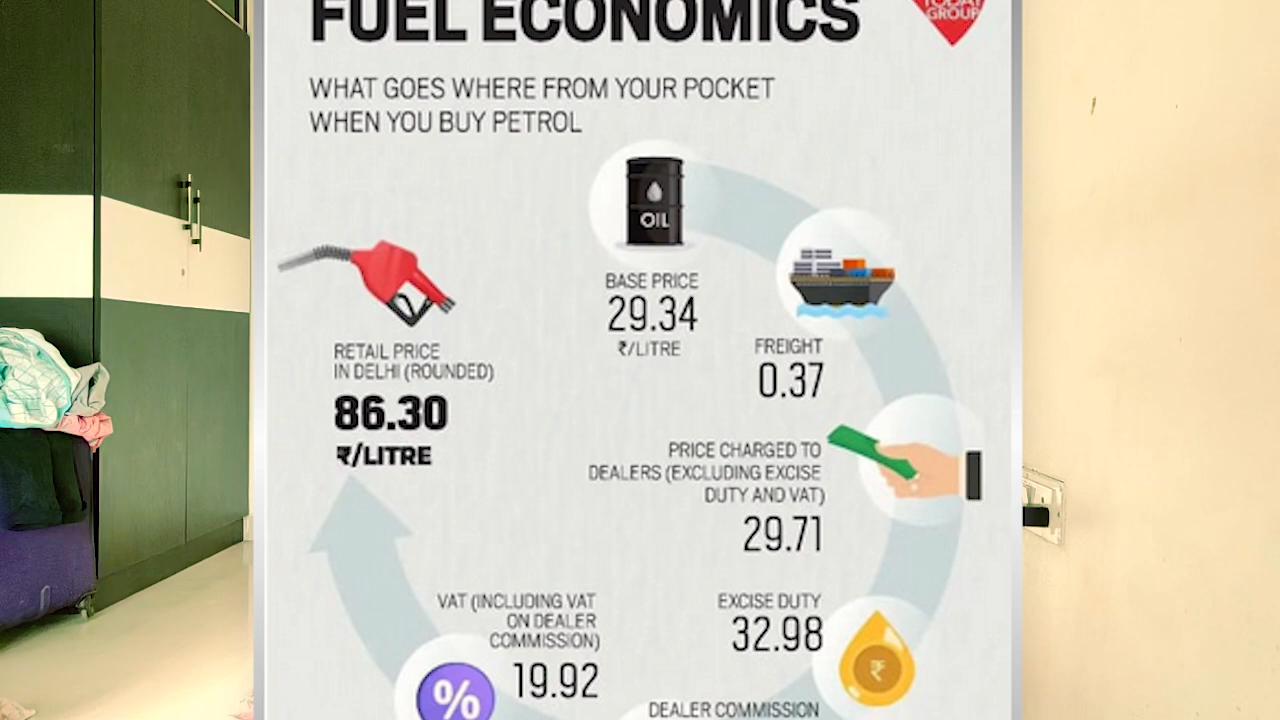 FUEL ECONOMICS
TODAY
GROUP
WHAT GOES WHERE FROM YOUR POCKET
WHEN YOU BUY PETROL
OIL
BASE PRICE
29.34
₹/LITRE
FREIGHT
0.37
RETAIL PRICE
IN DELHI (ROUNDED)
86.30
₹/LITRE
PRICE CHARGED TO
DEALERS (EXCLUDING EXCISE
DUTY AND VAT)
29.71
EXCISE DUTY
32.98
₹
VAT (INCLUDING VAT
ON DEALER
COMMISSION)
19.92
%
DEALER COMMISSION